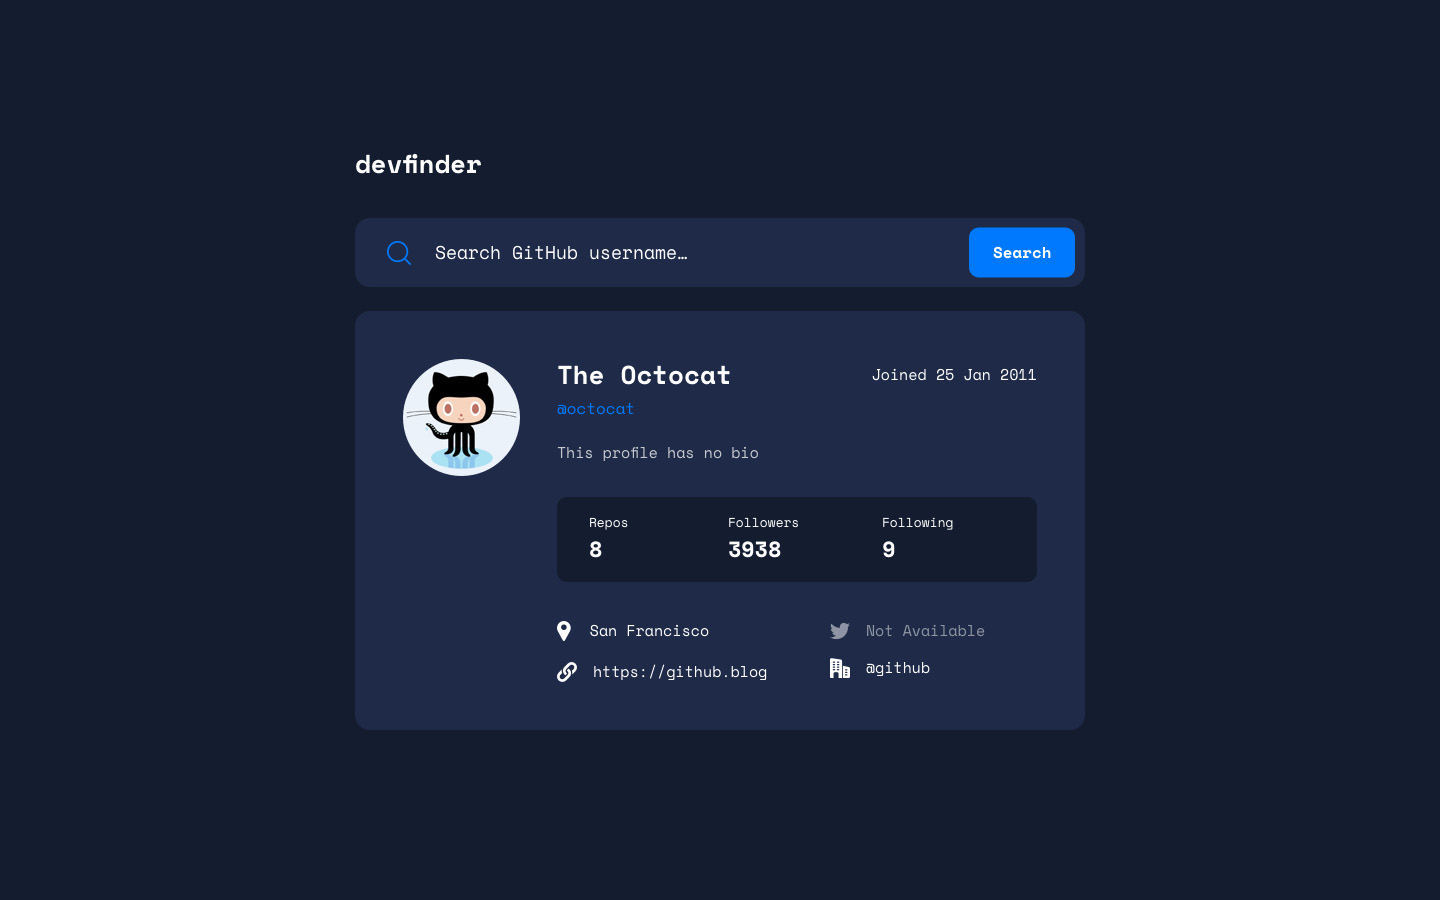 devfinder
Search GitHub username…
Search
The Octocat
Joined 25 Jan 2011
@octocat
This profile has no bio
Repos Followers Following
8 3938 9
San Francisco
Not Available
https://github.blog
@github